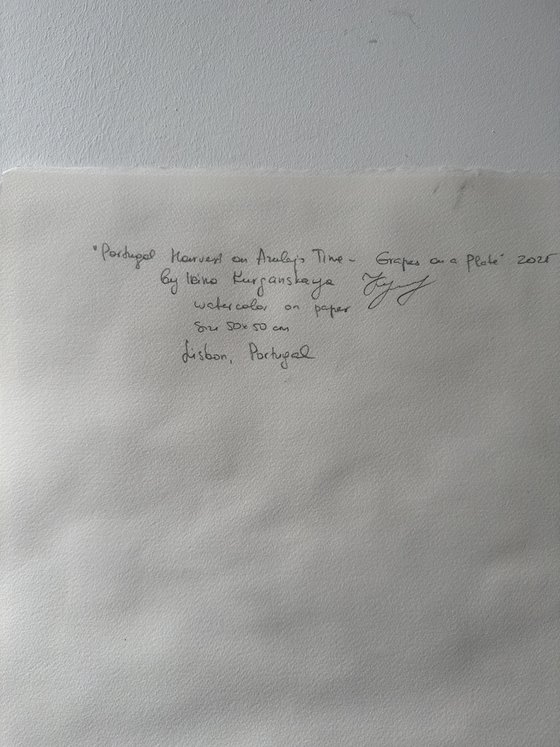 "Portugal Harvest on Azulejo Time - Grapes on a Plate" 2025
by Irina Kurganskaya
watercolor on paper
size 50x50 cm
Lisbon, Portugal